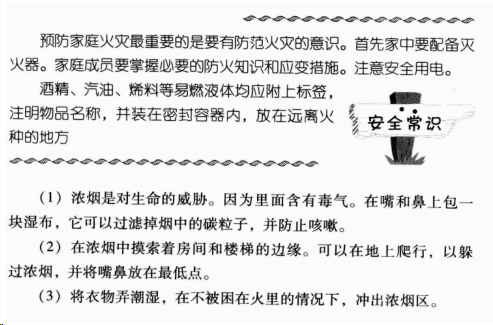 预防家庭火灾最重要的是要有防范火灾的意识。首先家中要配备灭
火器。家庭成员要掌握必要的防火知识和应变措施。注意安全用电。
酒精、汽油、烯料等易燃液体均应附上标签，
注明物品名称，并装在密封容器内，放在远离火
种的地方
安全常识
（1）浓烟是对生命的威胁。因为里面含有毒气。在嘴和鼻上包一
块湿布，它可以过滤掉烟中的碳粒子，并防止咳嗽。
（2）在浓烟中摸索着房间和楼梯的边缘。可以在地上爬行，以躲
过浓烟，并将嘴鼻放在最低点。
（3）将衣物弄潮湿，在不被困在火里的情况下，冲出浓烟区。